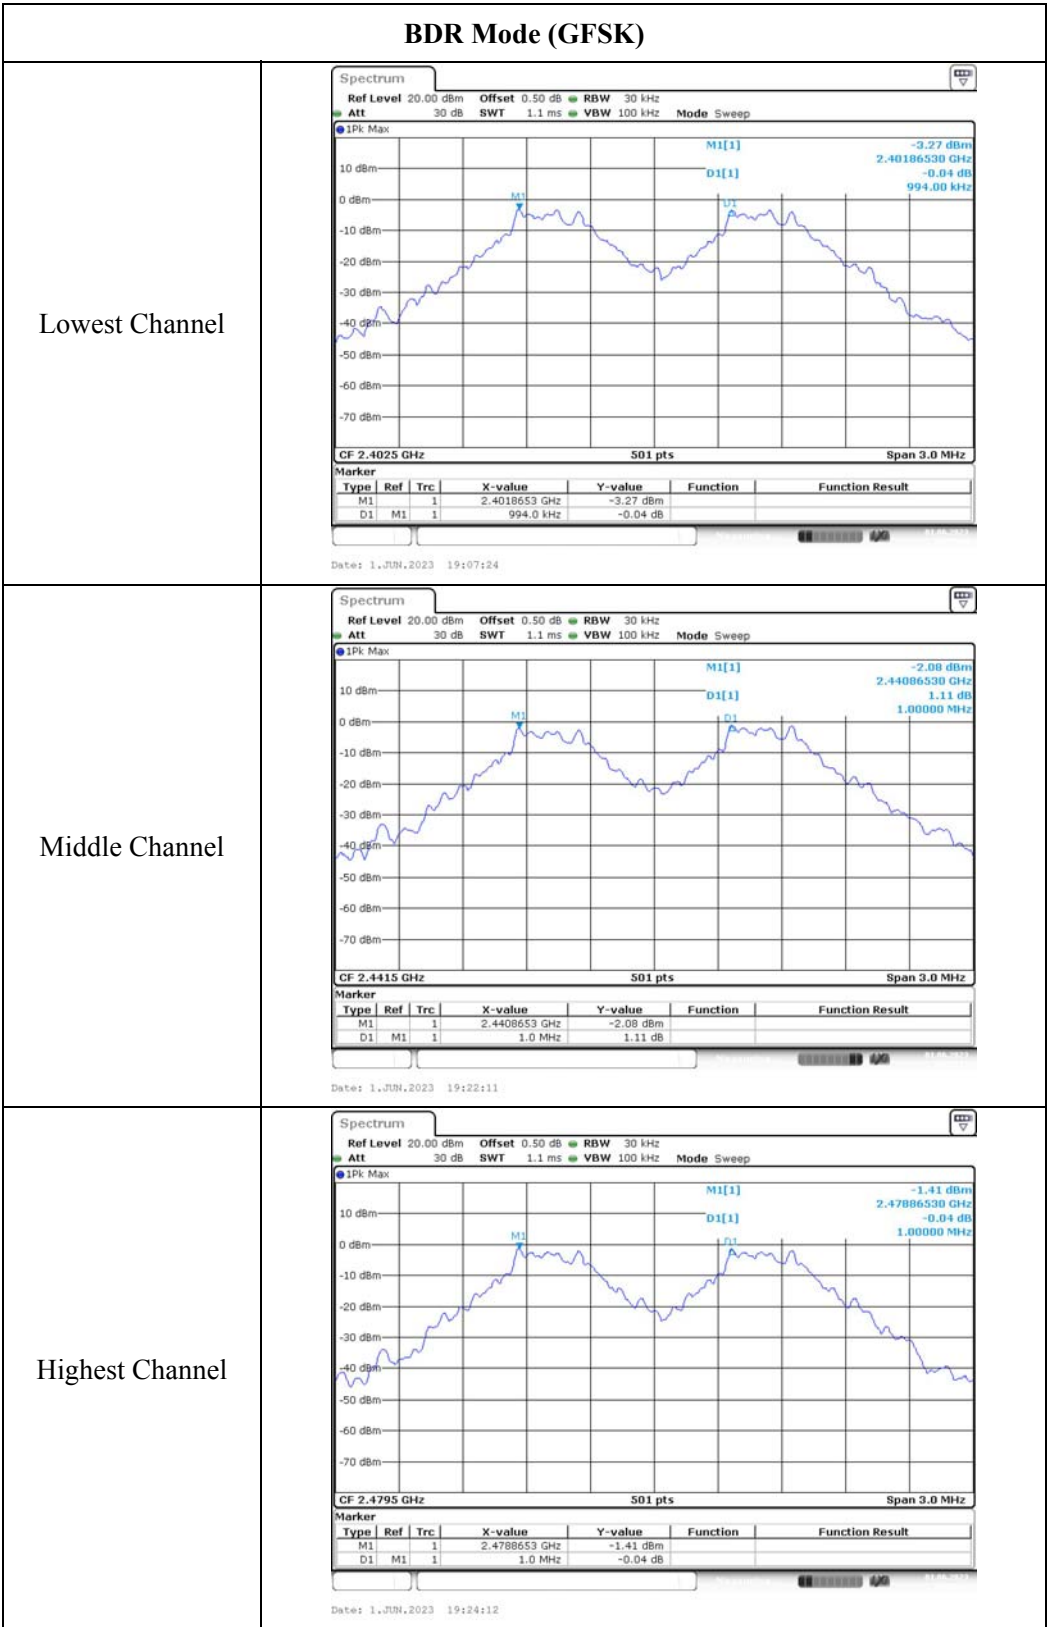 BDR Mode (GFSK)
Lowest Channel
Spectrum
Ref Level 20.00 dBm Offset 0.50 dB RBW 30 kHz
Att 30 dB SWT 1.1 ms VBW 100 kHz Mode Sweep
1Pk Max
M1[1] -3.27 dBm
2.40186530 GHz
D1[1] -0.04 dB
994.00 kHz
10 dBm
M1
D1
0 dBm
-10 dBm
-20 dBm
-30 dBm
-40 dBm
-50 dBm
-60 dBm
-70 dBm
CF 2.4025 GHz 501 pts Span 3.0 MHz
Marker
Type Ref Trc X-value Y-value Function Function Result
M1 1 2.4018653 GHz -3.27 dBm
D1 M1 1 994.0 kHz -0.04 dB
Date: 1.JUN.2023 19:07:24
Middle Channel
Spectrum
Ref Level 20.00 dBm Offset 0.50 dB RBW 30 kHz
Att 30 dB SWT 1.1 ms VBW 100 kHz Mode Sweep
1Pk Max
M1[1] -2.08 dBm
2.44086530 GHz
D1[1] 1.11 dB
1.00000 MHz
10 dBm
M1
D1
0 dBm
-10 dBm
-20 dBm
-30 dBm
-40 dBm
-50 dBm
-60 dBm
-70 dBm
CF 2.4415 GHz 501 pts Span 3.0 MHz
Marker
Type Ref Trc X-value Y-value Function Function Result
M1 1 2.4408653 GHz -2.08 dBm
D1 M1 1 1.0 MHz 1.11 dB
Date: 1.JUN.2023 19:22:11
Highest Channel
Spectrum
Ref Level 20.00 dBm Offset 0.50 dB RBW 30 kHz
Att 30 dB SWT 1.1 ms VBW 100 kHz Mode Sweep
1Pk Max
M1[1] -1.41 dBm
2.47886530 GHz
D1[1] -0.04 dB
1.00000 MHz
10 dBm
M1
D1
0 dBm
-10 dBm
-20 dBm
-30 dBm
-40 dBm
-50 dBm
-60 dBm
-70 dBm
CF 2.4795 GHz 501 pts Span 3.0 MHz
Marker
Type Ref Trc X-value Y-value Function Function Result
M1 1 2.4788653 GHz -1.41 dBm
D1 M1 1 1.0 MHz -0.04 dB
Date: 1.JUN.2023 19:24:12